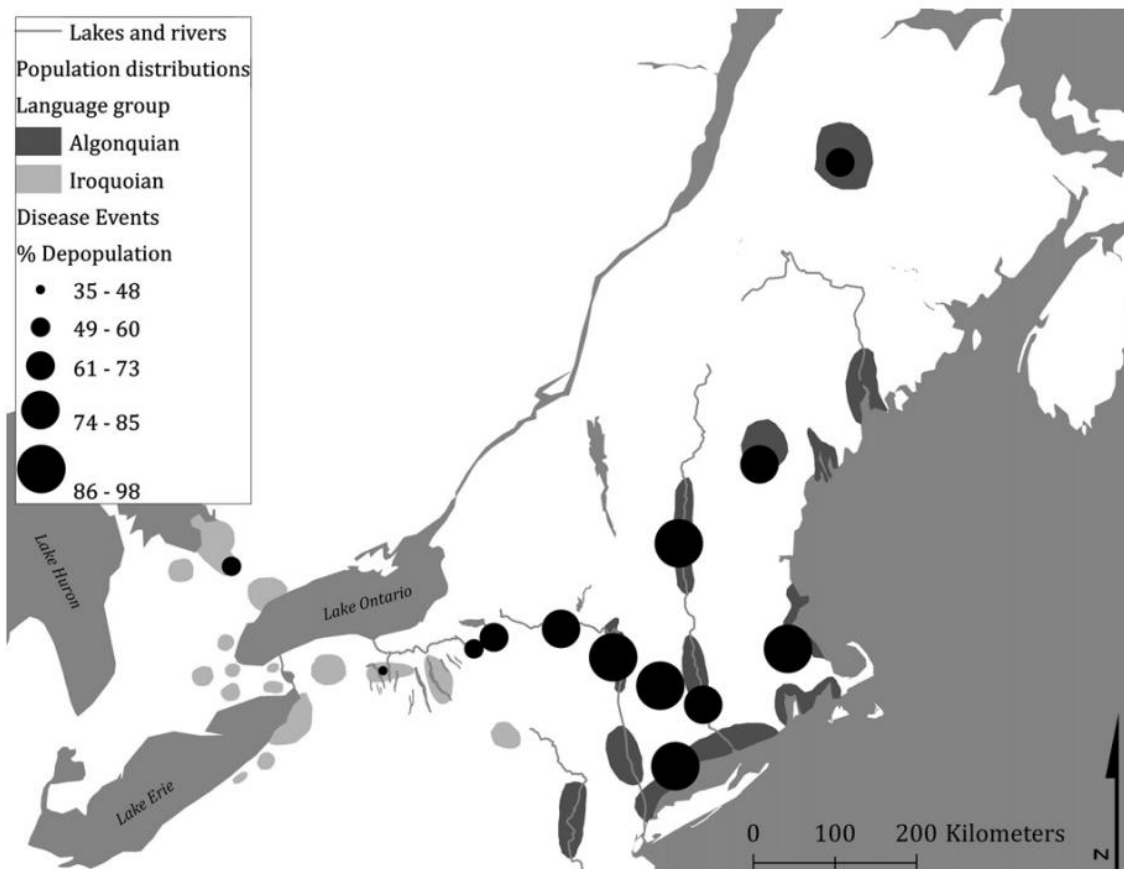 Lakes and rivers
Population distributions
Language group
Algonquian
Iroquoian
Disease Events
% Depopulation
35 - 48
49 - 60
61 - 73
74 - 85
86 - 98
Lake Huron
Lake Ontario
Lake Erie
0 100 200 Kilometers
N